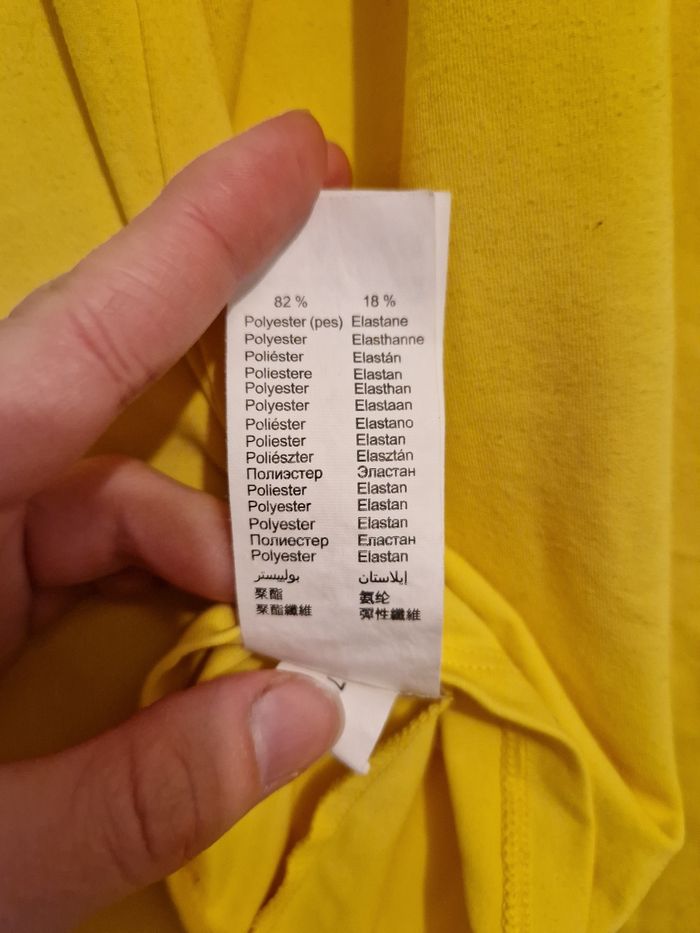 82 % 18 %
Polyester (pes) Elastane
Polyester Elasthanne
Poliéster Elastán
Poliestere Elastan
Polyester Elasthan
Polyester Elastaan
Poliéster Elastano
Poliester Elastan
Poliészter Elasztán
Полиэстер Эластан
Poliester Elastan
Polyester Elastan
Polyester Elastan
Полиестер Еластан
Polyester Elastan
بوليستر إيلاستان
聚酯 氨纶
聚酯纖維 彈性纖維